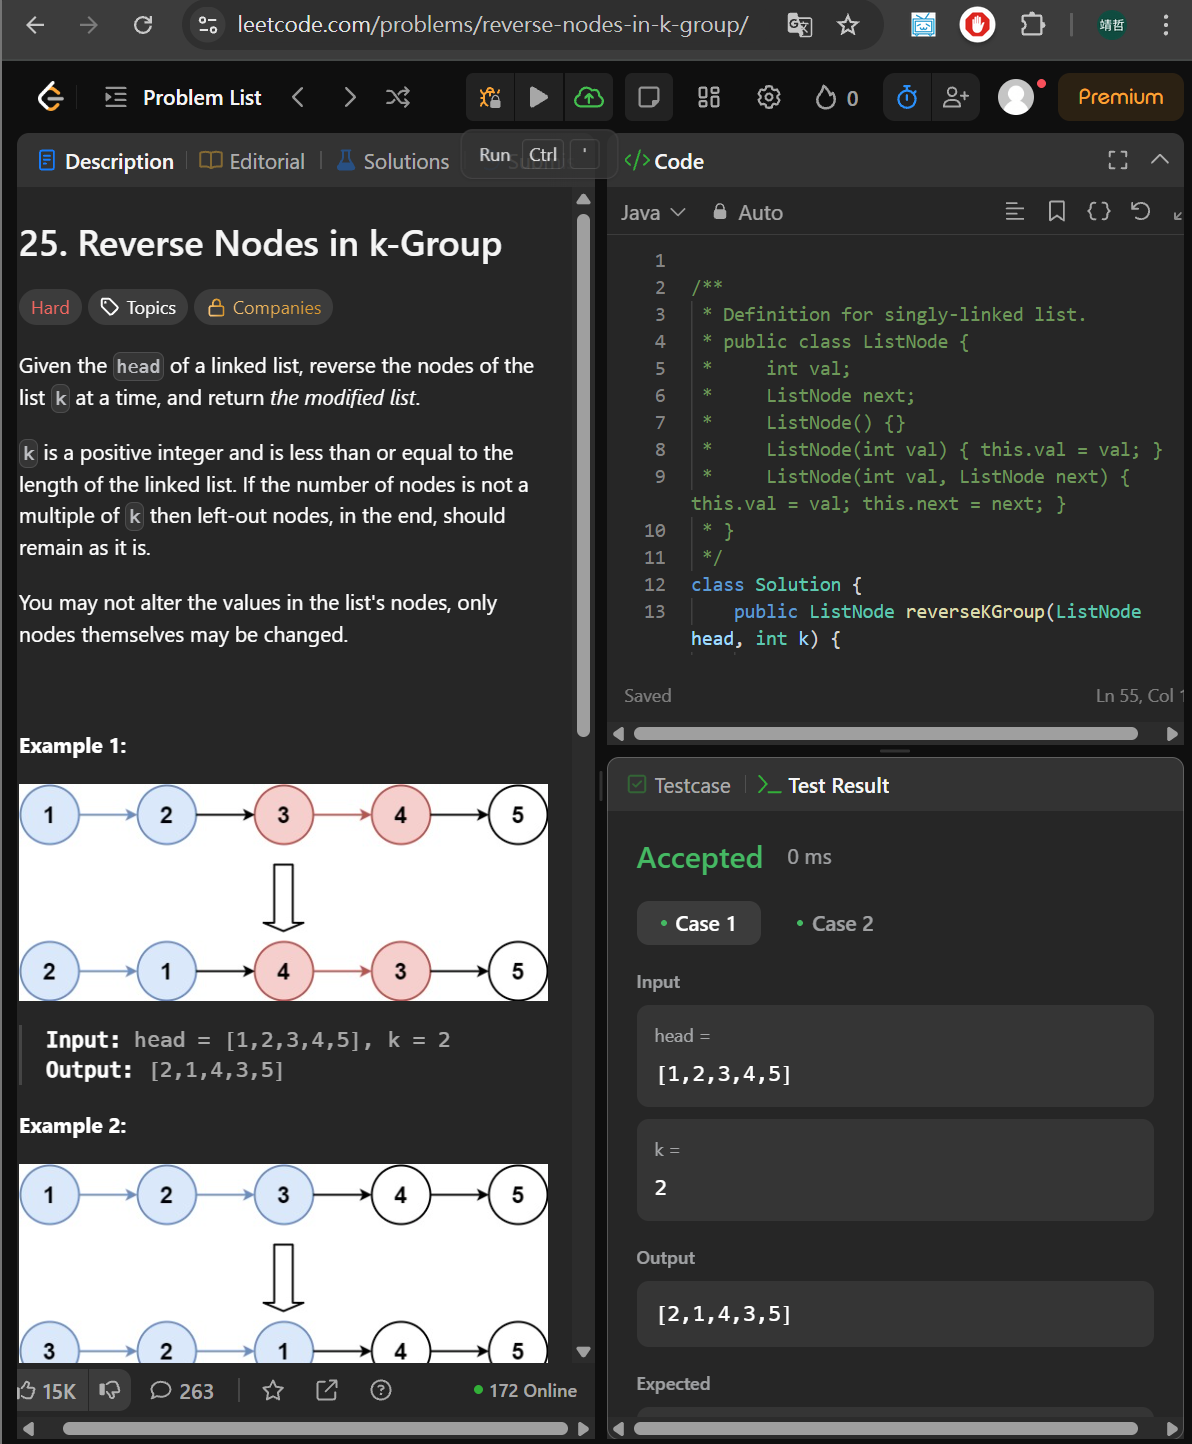 leetcode.com/problems/reverse-nodes-in-k-group/
靖哲
Problem List
0
Premium
Description
Editorial
Solutions
Run Ctrl '
</> Code
Java
Auto
25. Reverse Nodes in k-Group
Hard
Topics
Companies
Given the head of a linked list, reverse the nodes of the
list k at a time, and return the modified list.
k is a positive integer and is less than or equal to the
length of the linked list. If the number of nodes is not a
multiple of k then left-out nodes, in the end, should
remain as it is.
You may not alter the values in the list's nodes, only
nodes themselves may be changed.
Example 1:
1 2 3 4 5
2 1 4 3 5
Input: head = [1,2,3,4,5], k = 2
Output: [2,1,4,3,5]
Example 2:
1 2 3 4 5
3 2 1 4 5
15K
263
172 Online
1
2 /**
3 * Definition for singly-linked list.
4 * public class ListNode {
5 * int val;
6 * ListNode next;
7 * ListNode() {}
8 * ListNode(int val) { this.val = val; }
9 * ListNode(int val, ListNode next) {
this.val = val; this.next = next; }
10 * }
11 */
12 class Solution {
13 public ListNode reverseKGroup(ListNode
head, int k) {
Saved
Ln 55, Col 1
Testcase
Test Result
Accepted
0 ms
Case 1
Case 2
Input
head =
[1,2,3,4,5]
k =
2
Output
[2,1,4,3,5]
Expected